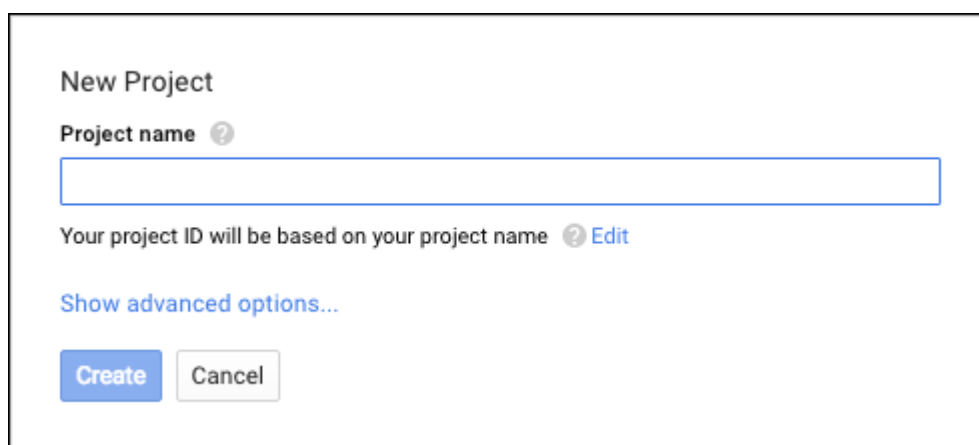 New Project
Project name ?
Your project ID will be based on your project name ? Edit
Show advanced options...
Create Cancel